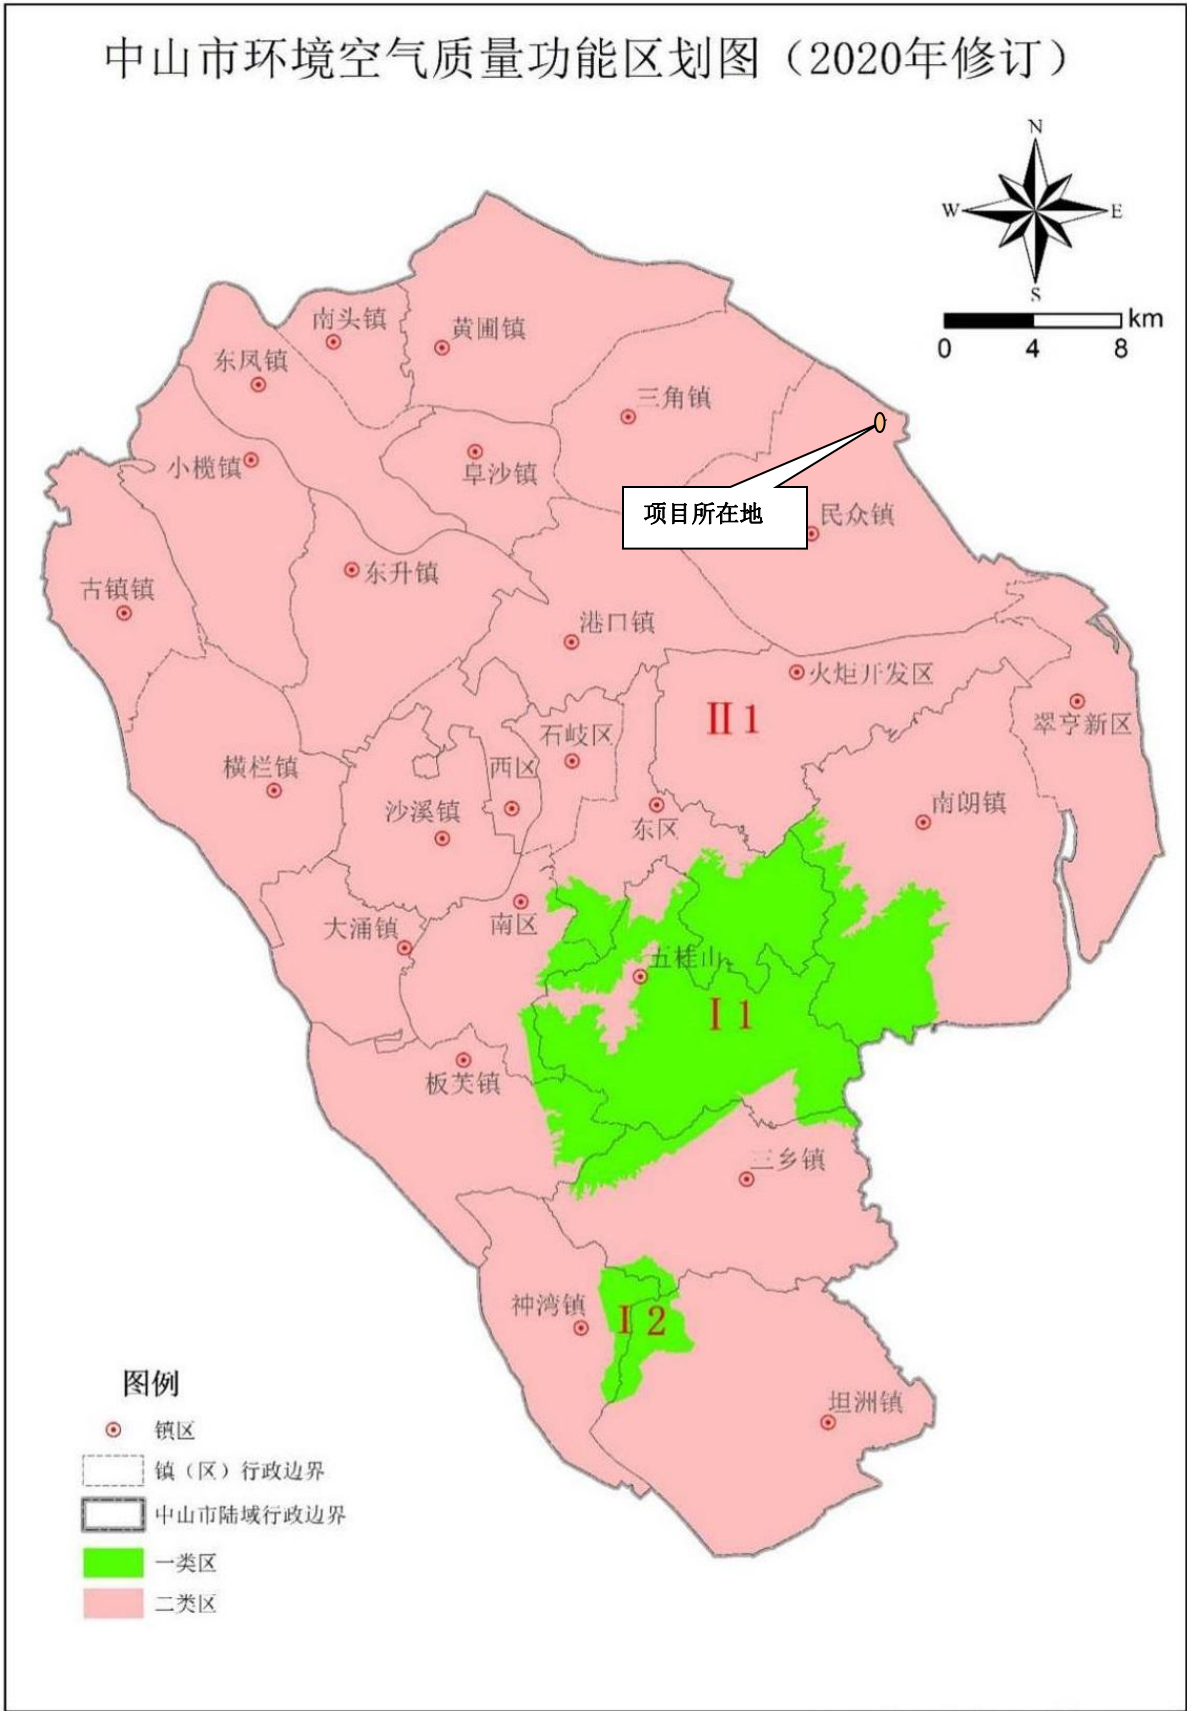 中山市环境空气质量功能区划图（2020年修订）
N
W
E
S
km
0 4 8
南头镇
黄圃镇
东凤镇
三角镇
小榄镇
阜沙镇
项目所在地
民众镇
东升镇
古镇镇
港口镇
火炬开发区
II 1
翠亨新区
石岐区
横栏镇
西区
沙溪镇
南朗镇
东区
南区
大涌镇
五桂山
I 1
板芙镇
三乡镇
神湾镇
I 2
坦洲镇
图例
镇区
镇（区）行政边界
中山市陆域行政边界
一类区
二类区